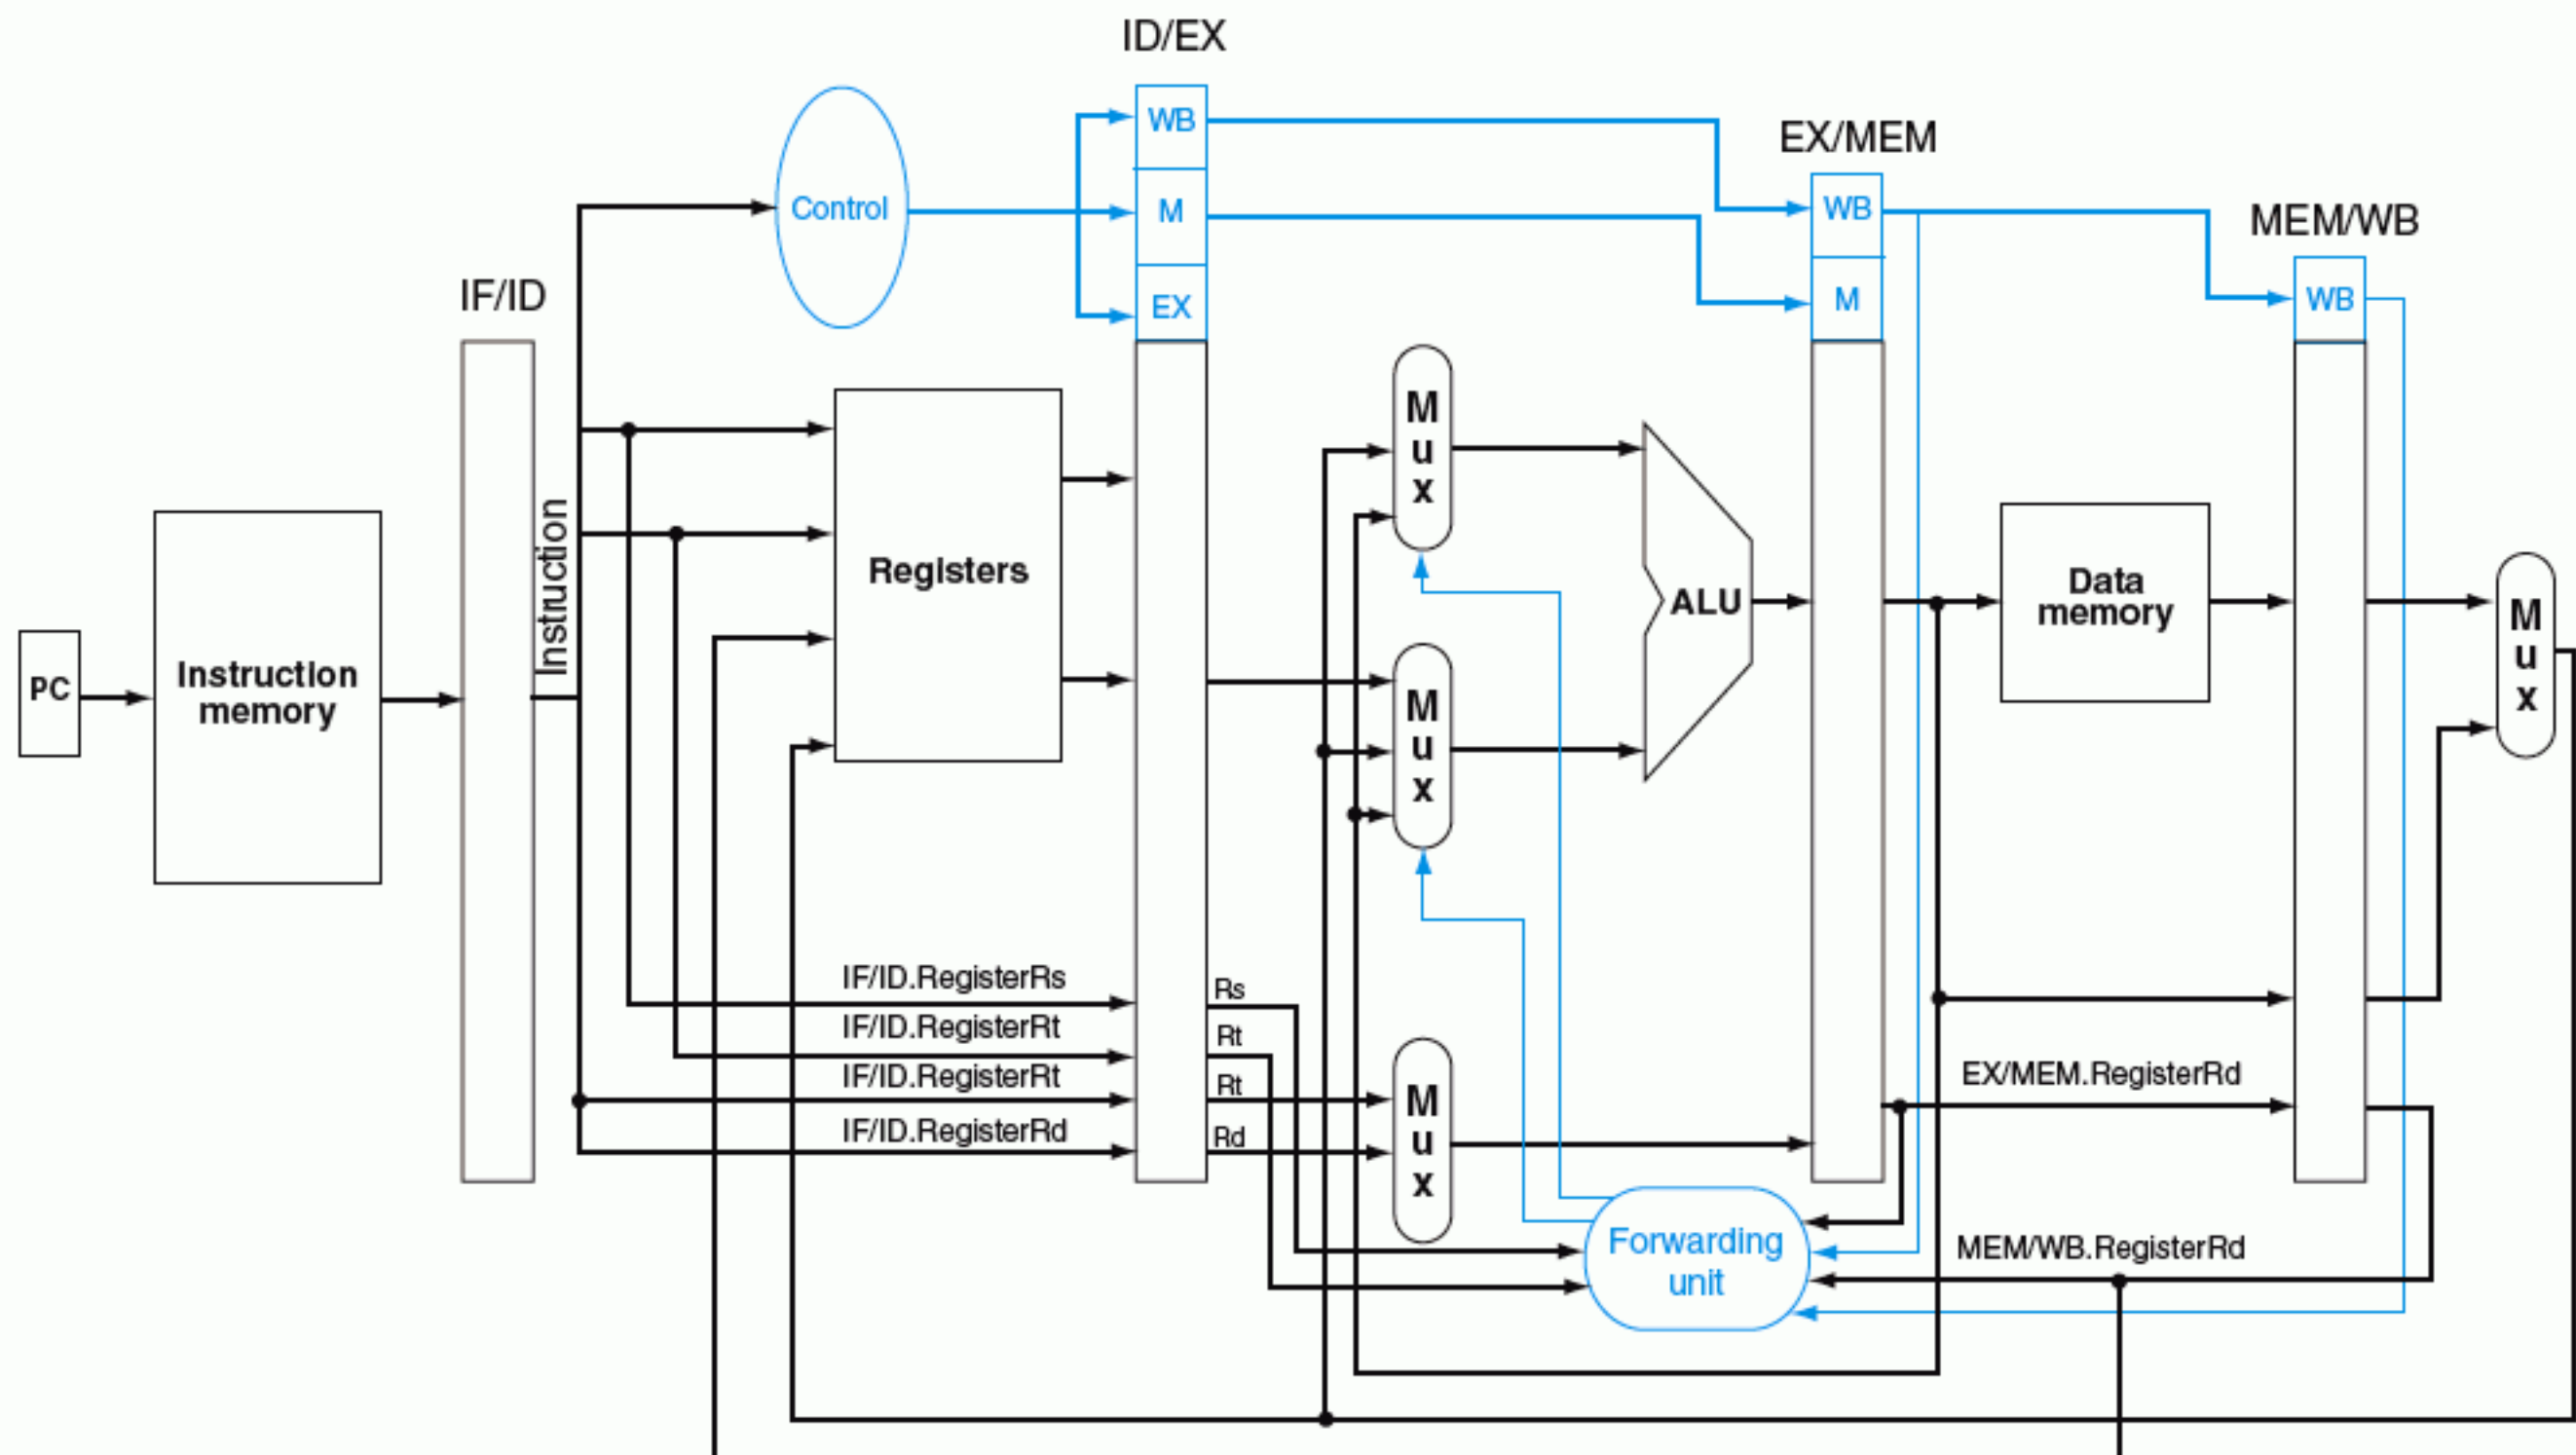 ID/EX
WB
EX/MEM
Control
M
WB
MEM/WB
IF/ID
EX
M
WB
M
u
x
Instruction
Registers
Data
memory
ALU
M
u
x
PC
Instruction
memory
M
u
x
IF/ID.RegisterRs
Rs
IF/ID.RegisterRt
Rt
IF/ID.RegisterRt
Rt
EX/MEM.RegisterRd
IF/ID.RegisterRd
Rd
M
u
x
Forwarding
unit
MEM/WB.RegisterRd